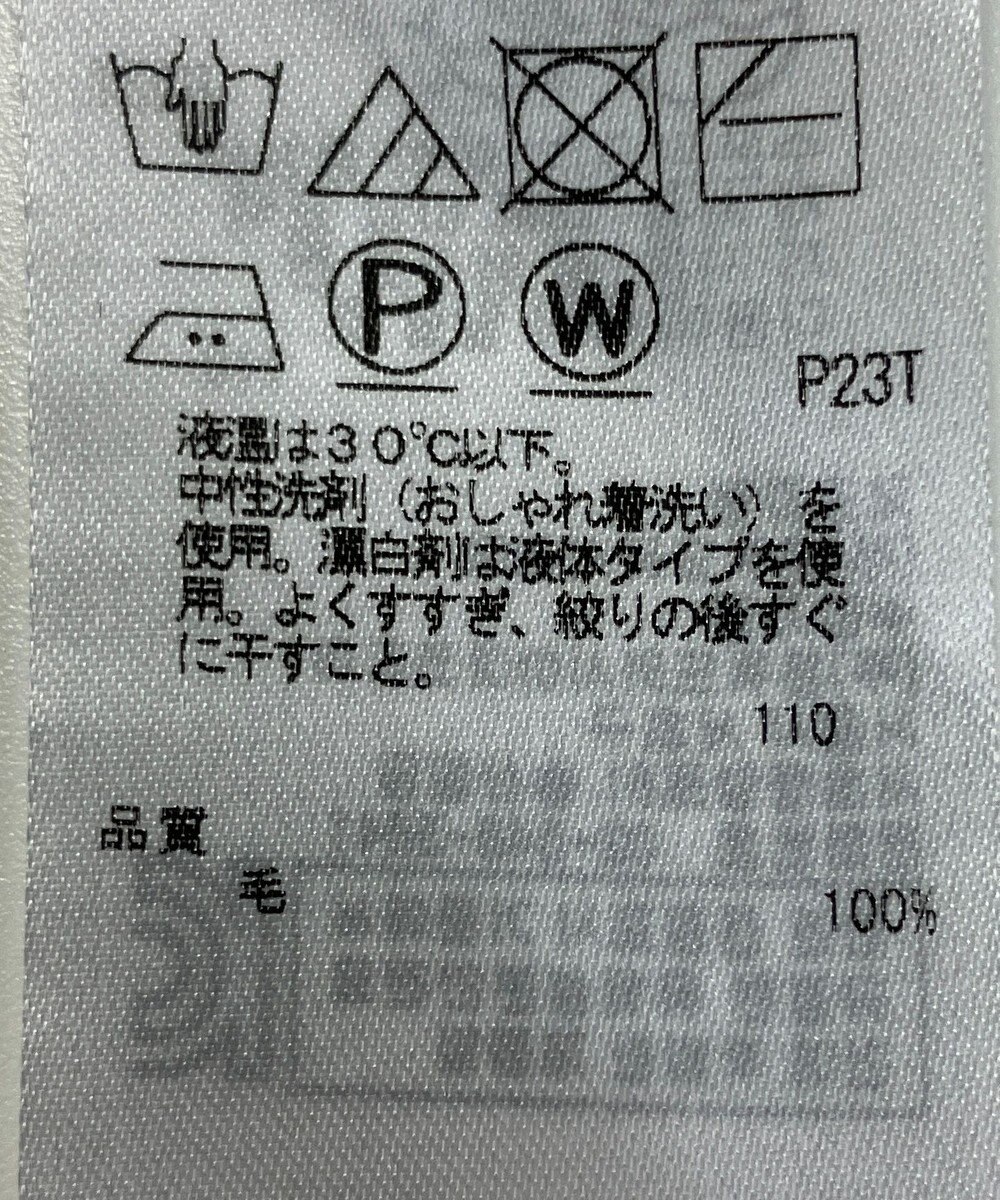 P
W
P23T
液温は30℃以下。
中性洗剤（おしゃれ着洗い）を
使用。漂白剤は液体タイプを使
用。よくすすぎ、絞りの後すぐ
に干すこと。
110
品質
毛 100%